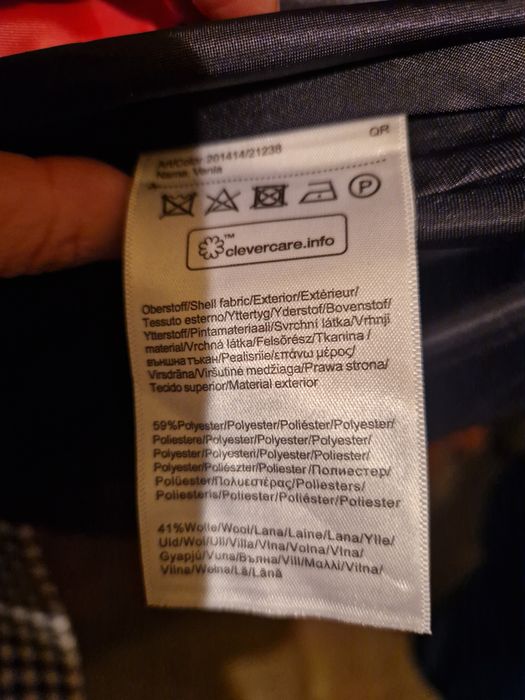 QR
Art/Color 201414/21238
Name, Venla
P
™
clevercare.info
Oberstoff/Shell fabric/Exterior/Extérieur/
Tessuto esterno/Yttertyg/Yderstof/Bovenstof/
Ytterstoff/Pintamateriaali/Svrchní látka/Vrhnji
material/Vrchná látka/Felsőrész/Tkanina /
външна тъкан/Pealisriie/επάνω μέρος/
Virsdrāna/Viršutinė medžiaga/Prawa strona/
Tecido superior/Material exterior
59%Polyester/Polyester/Poliéster/Polyester/
Poliestere/Polyester/Polyester/Polyester/
Polyester/Polyesteri/Polyester/Poliester/
Polyester/Poliészter/Poliester/Полиестер/
Polüester/Πολυεστέρας/Poliesters/
Poliesteris/Poliester/Poliéster/Poliester
41%Wolle/Wool/Lana/Laine/Lana/Ylle/
Uld/Wol/Ull/Villa/Vlna/Volna/Vlna/
Gyapjú/Vuna/Вълна/Vill/Μαλλί/Vilna/
Vilna/Wełna/Lã/Lână